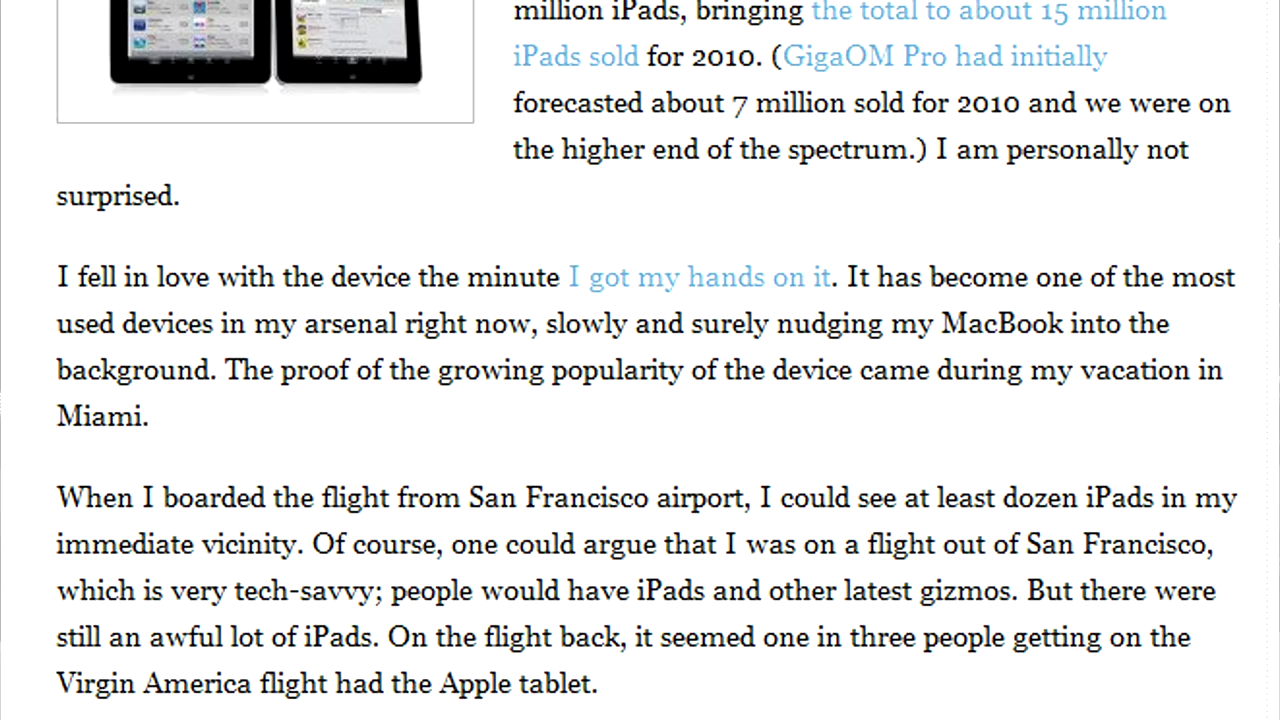 million iPads, bringing the total to about 15 million
iPads sold for 2010. (GigaOM Pro had initially
forecasted about 7 million sold for 2010 and we were on
the higher end of the spectrum.) I am personally not
surprised.
I fell in love with the device the minute I got my hands on it. It has become one of the most
used devices in my arsenal right now, slowly and surely nudging my MacBook into the
background. The proof of the growing popularity of the device came during my vacation in
Miami.
When I boarded the flight from San Francisco airport, I could see at least dozen iPads in my
immediate vicinity. Of course, one could argue that I was on a flight out of San Francisco,
which is very tech-savvy; people would have iPads and other latest gizmos. But there were
still an awful lot of iPads. On the flight back, it seemed one in three people getting on the
Virgin America flight had the Apple tablet.